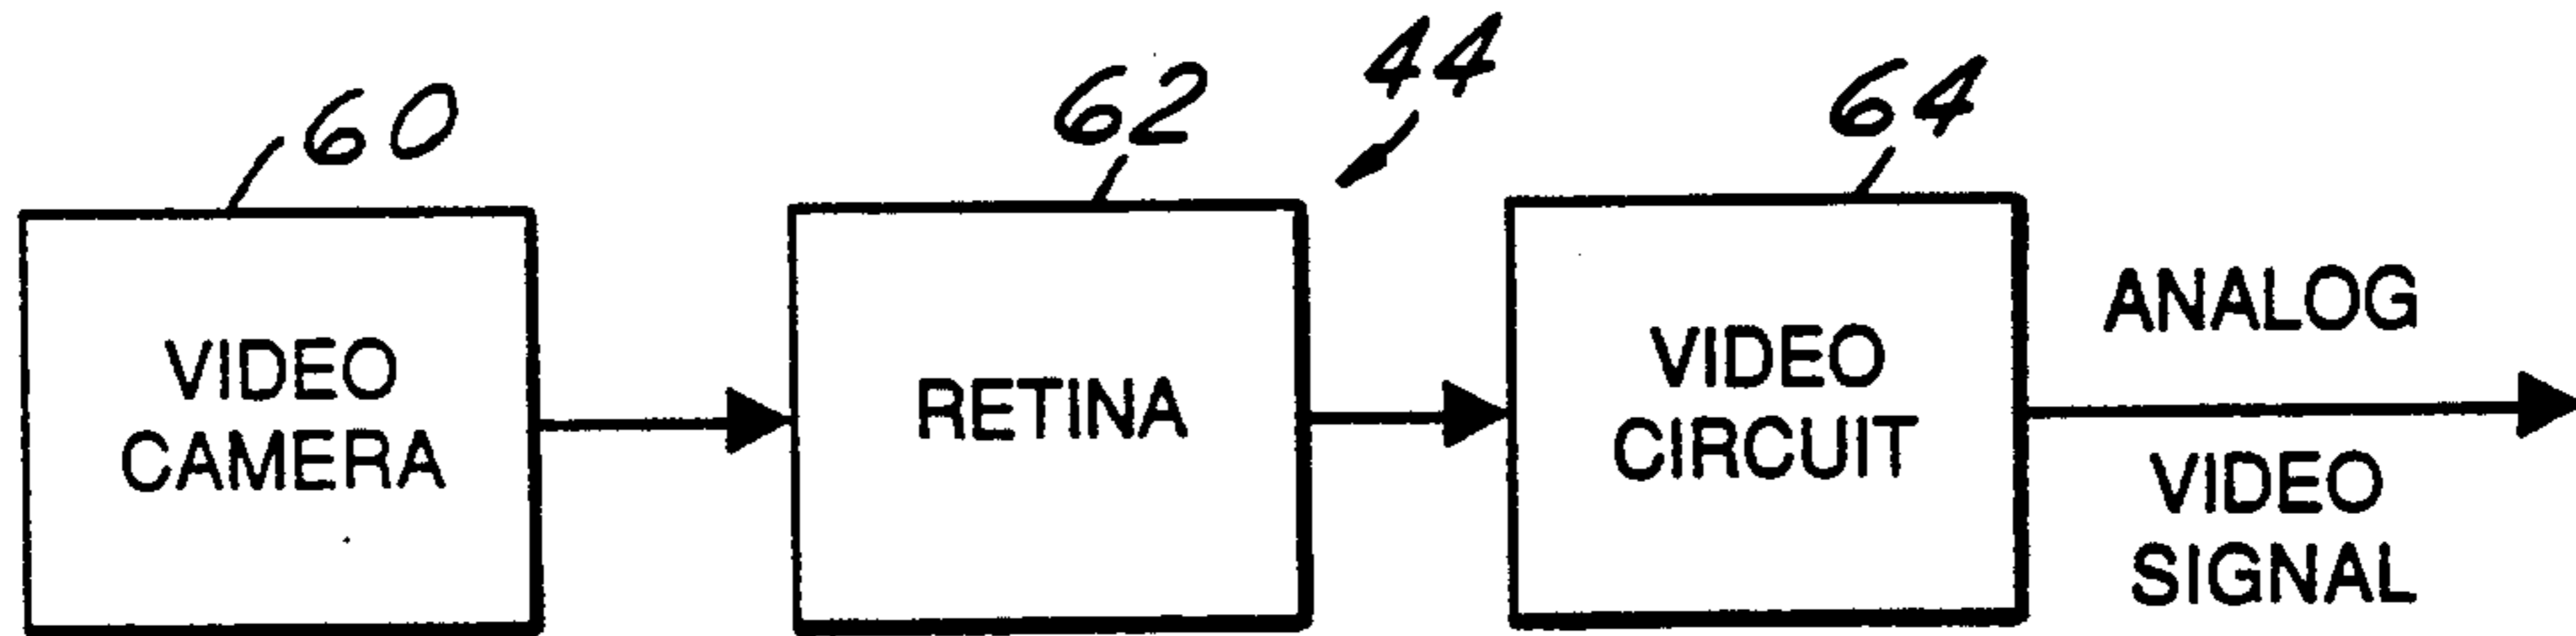 60
62
44
64
VIDEO
CAMERA
RETINA
VIDEO
CIRCUIT
ANALOG
VIDEO
SIGNAL